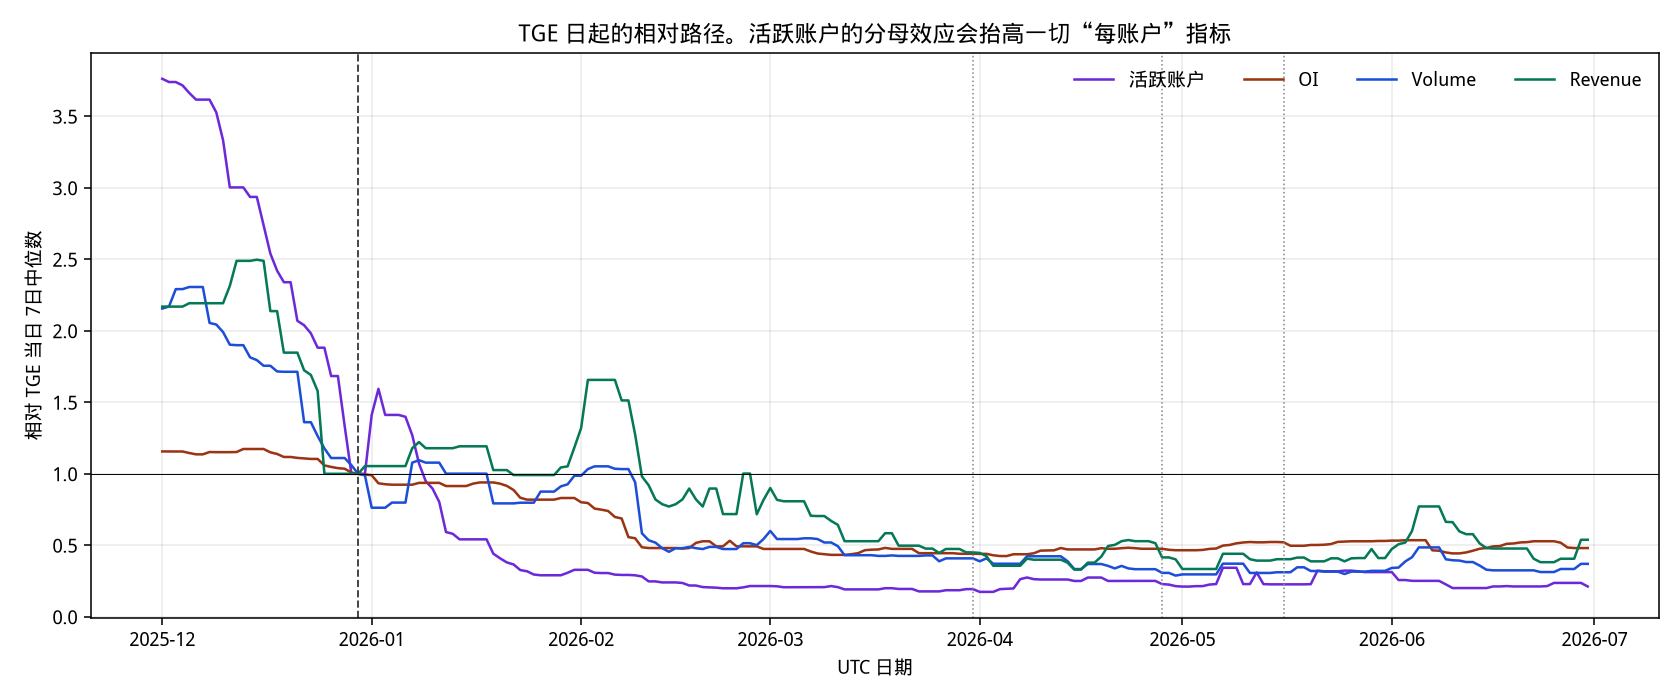 TGE 日起的相对路径。活跃账户的分母效应会抬高一切“每账户”指标
活跃账户
OI
Volume
Revenue
相对 TGE 当日 7日中位数
3.5
3.0
2.5
2.0
1.5
1.0
0.5
0.0
2025-12
2026-01
2026-02
2026-03
2026-04
2026-05
2026-06
2026-07
UTC 日期